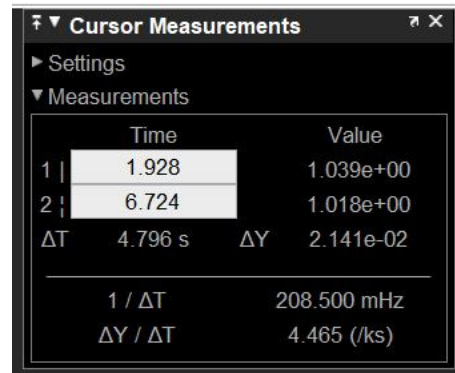 Cursor Measurements
Settings
Measurements
Time Value
1 | 1.928 1.039e+00
2 ¦ 6.724 1.018e+00
ΔT 4.796 s ΔY 2.141e-02
1 / ΔT 208.500 mHz
ΔY / ΔT 4.465 (/ks)